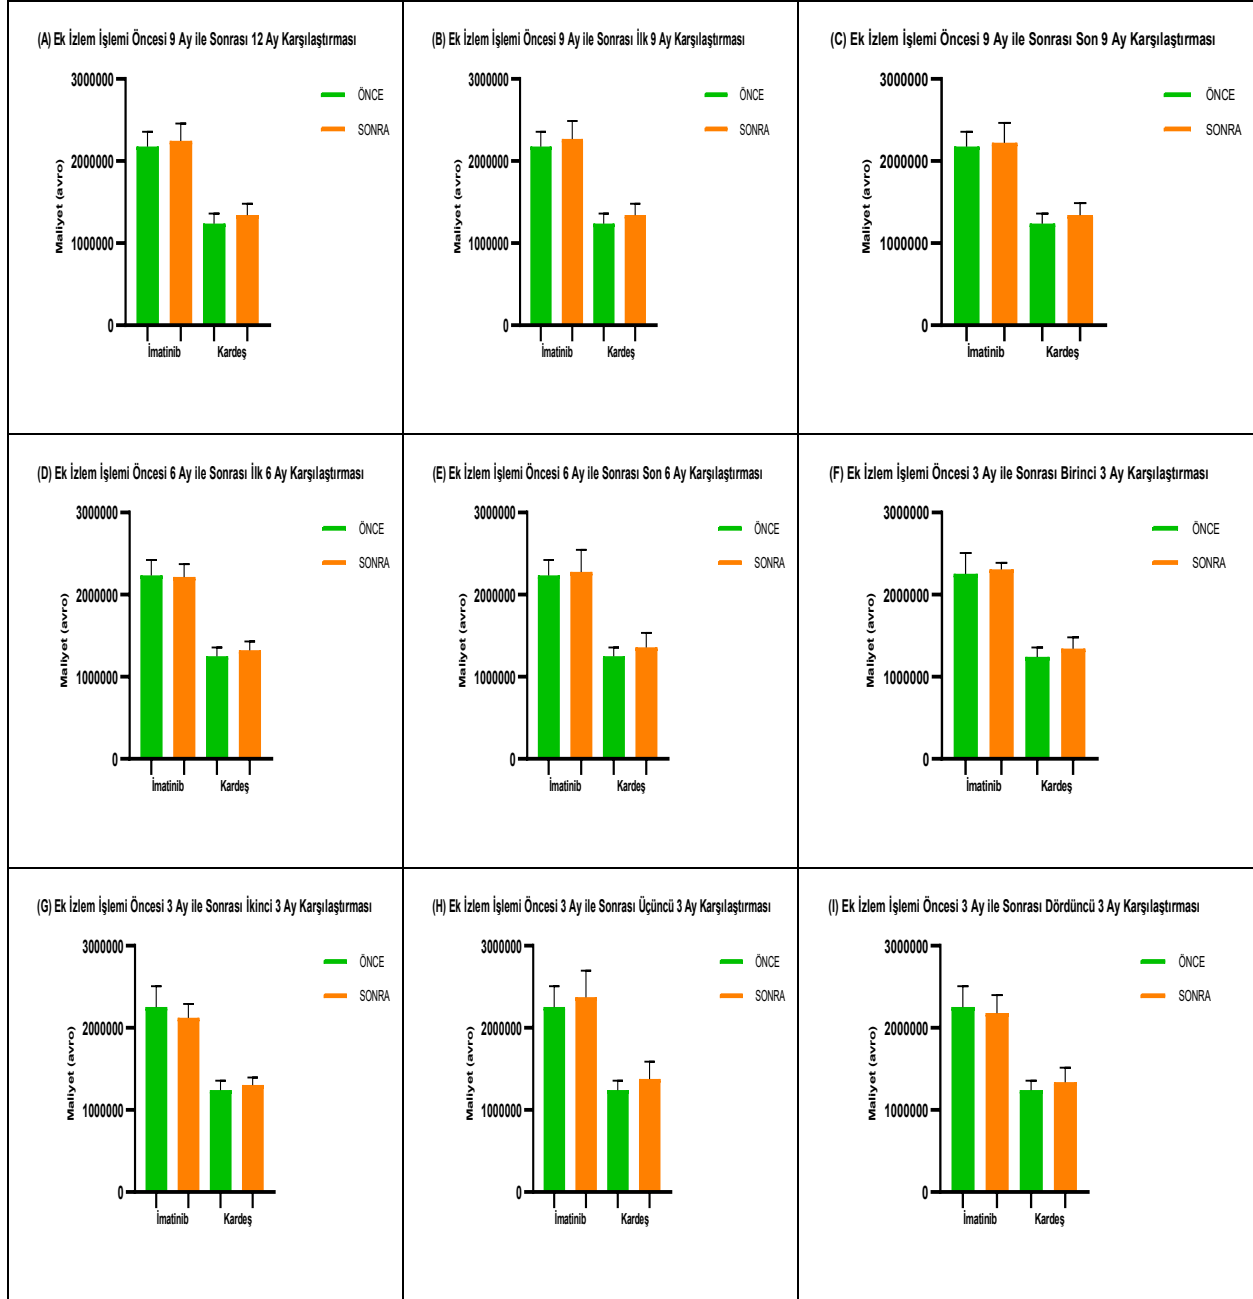 (A) Ek İzlem İşlemi Öncesi 9 Ay ile Sonrası 12 Ay Karşılaştırması
3000000
2000000
1000000
0
Maliyet (avro)
ÖNCE
SONRA
İmatinib
Kardeş
(B) Ek İzlem İşlemi Öncesi 9 Ay ile Sonrası İlk 9 Ay Karşılaştırması
3000000
2000000
1000000
0
Maliyet (avro)
ÖNCE
SONRA
İmatinib
Kardeş
(C) Ek İzlem İşlemi Öncesi 9 Ay ile Sonrası Son 9 Ay Karşılaştırması
3000000
2000000
1000000
0
Maliyet (avro)
ÖNCE
SONRA
İmatinib
Kardeş
(D) Ek İzlem İşlemi Öncesi 6 Ay ile Sonrası İlk 6 Ay Karşılaştırması
3000000
2000000
1000000
0
Maliyet (avro)
ÖNCE
SONRA
İmatinib
Kardeş
(E) Ek İzlem İşlemi Öncesi 6 Ay ile Sonrası Son 6 Ay Karşılaştırması
3000000
2000000
1000000
0
Maliyet (avro)
ÖNCE
SONRA
İmatinib
Kardeş
(F) Ek İzlem İşlemi Öncesi 3 Ay ile Sonrası Birinci 3 Ay Karşılaştırması
3000000
2000000
1000000
0
Maliyet (avro)
ÖNCE
SONRA
İmatinib
Kardeş
(G) Ek İzlem İşlemi Öncesi 3 Ay ile Sonrası İkinci 3 Ay Karşılaştırması
3000000
2000000
1000000
0
Maliyet (avro)
ÖNCE
SONRA
İmatinib
Kardeş
(H) Ek İzlem İşlemi Öncesi 3 Ay ile Sonrası Üçüncü 3 Ay Karşılaştırması
3000000
2000000
1000000
0
Maliyet (avro)
ÖNCE
SONRA
İmatinib
Kardeş
(I) Ek İzlem İşlemi Öncesi 3 Ay ile Sonrası Dördüncü 3 Ay Karşılaştırması
3000000
2000000
1000000
0
Maliyet (avro)
ÖNCE
SONRA
İmatinib
Kardeş